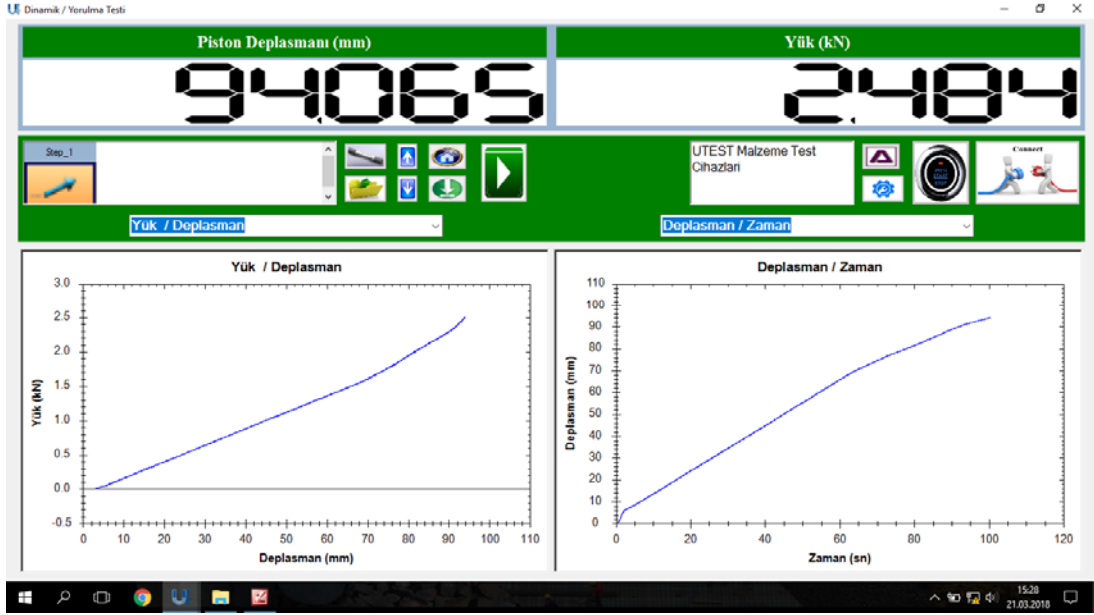 Dinamik / Yorulma Testi
Piston Deplasmanı (mm)
Yük (kN)
94.065
2.484
Step_1
UTEST Malzeme Test
Cihazlari
Connect
Yük / Deplasman
Deplasman / Zaman
Yük / Deplasman
3.0
2.5
2.0
1.5
1.0
0.5
0.0
-0.5
Yük (kN)
0 10 20 30 40 50 60 70 80 90 100 110
Deplasman (mm)
Deplasman / Zaman
110
100
90
80
70
60
50
40
30
20
10
0
Deplasman (mm)
0 20 40 60 80 100 120
Zaman (sn)
15:28
21.03.2018